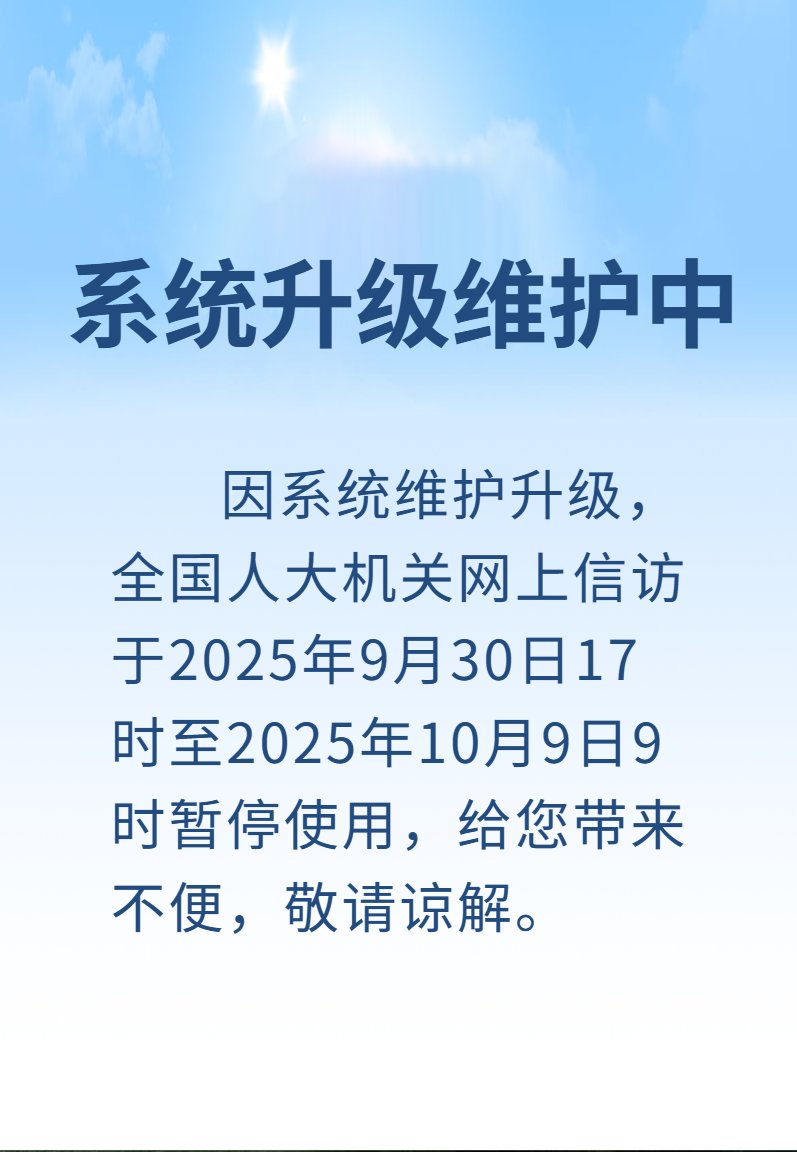 系统升级维护中
因系统维护升级，
全国人大机关网上信访
于2025年9月30日17
时至2025年10月9日9
时暂停使用，给您带来
不便，敬请谅解。